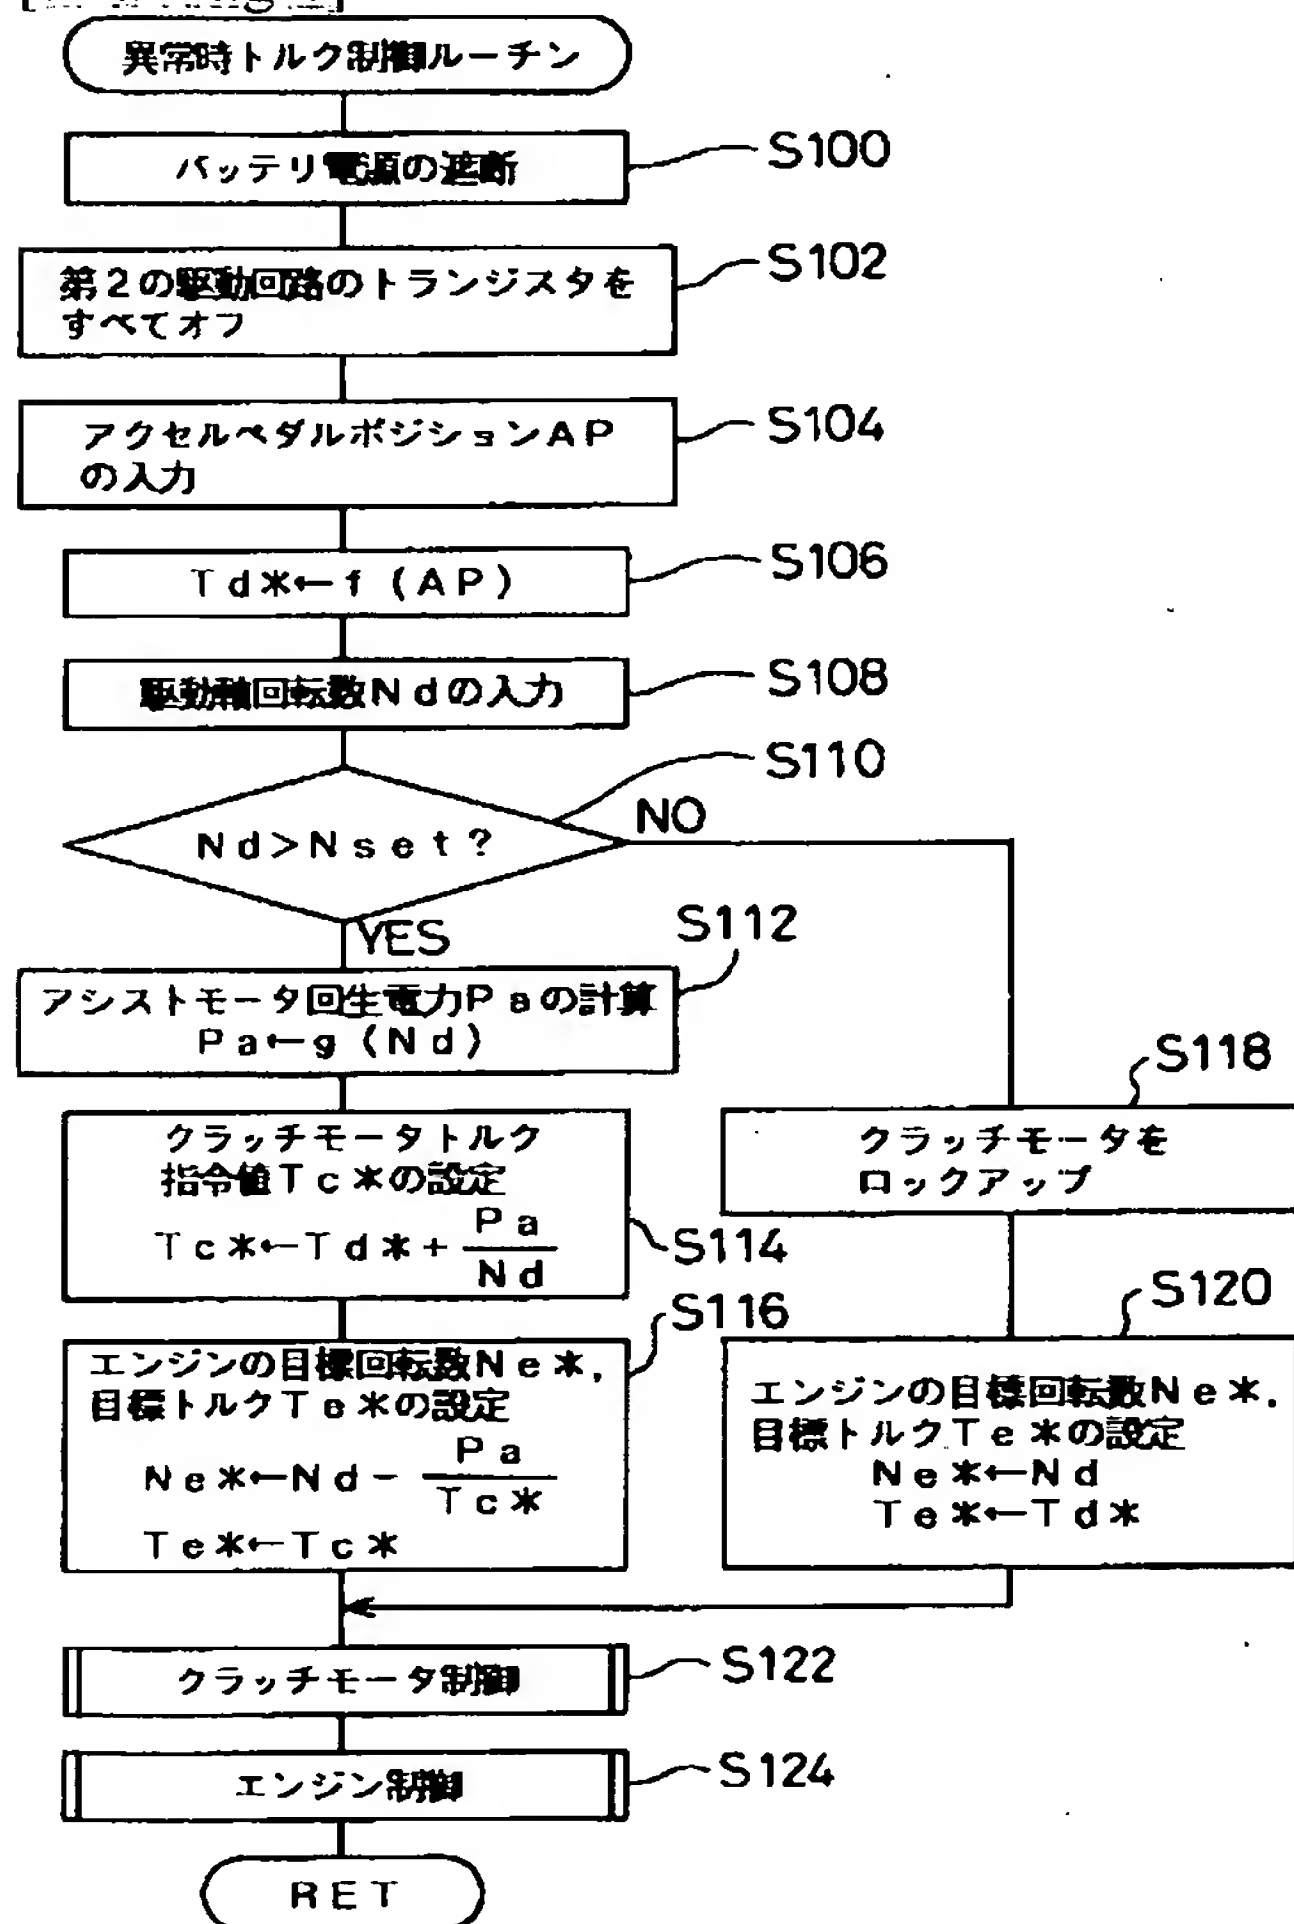 異常時トルク制御ルーチン
バッテリ電源の遮断
S100
第2の駆動回路のトランジスタを
すべてオフ
S102
アクセルペダルポジションAP
の入力
S104
Td*←f(AP)
S106
駆動軸回転数Ndの入力
S108
S110
Nd>Nset?
NO
YES
S112
アシストモータ回生電力Paの計算
Pa←g(Nd)
クラッチモータトルク
指令値Tc*の設定
Tc*←Td*+Pa/Nd
S114
S118
クラッチモータを
ロックアップ
S116
エンジンの目標回転数Ne*,
目標トルクTe*の設定
Ne*←Nd-Pa/Tc*
Te*←Tc*
S120
エンジンの目標回転数Ne*.
目標トルクTe*の設定
Ne*←Nd
Te*←Td*
クラッチモータ制御
S122
エンジン制御
S124
RET